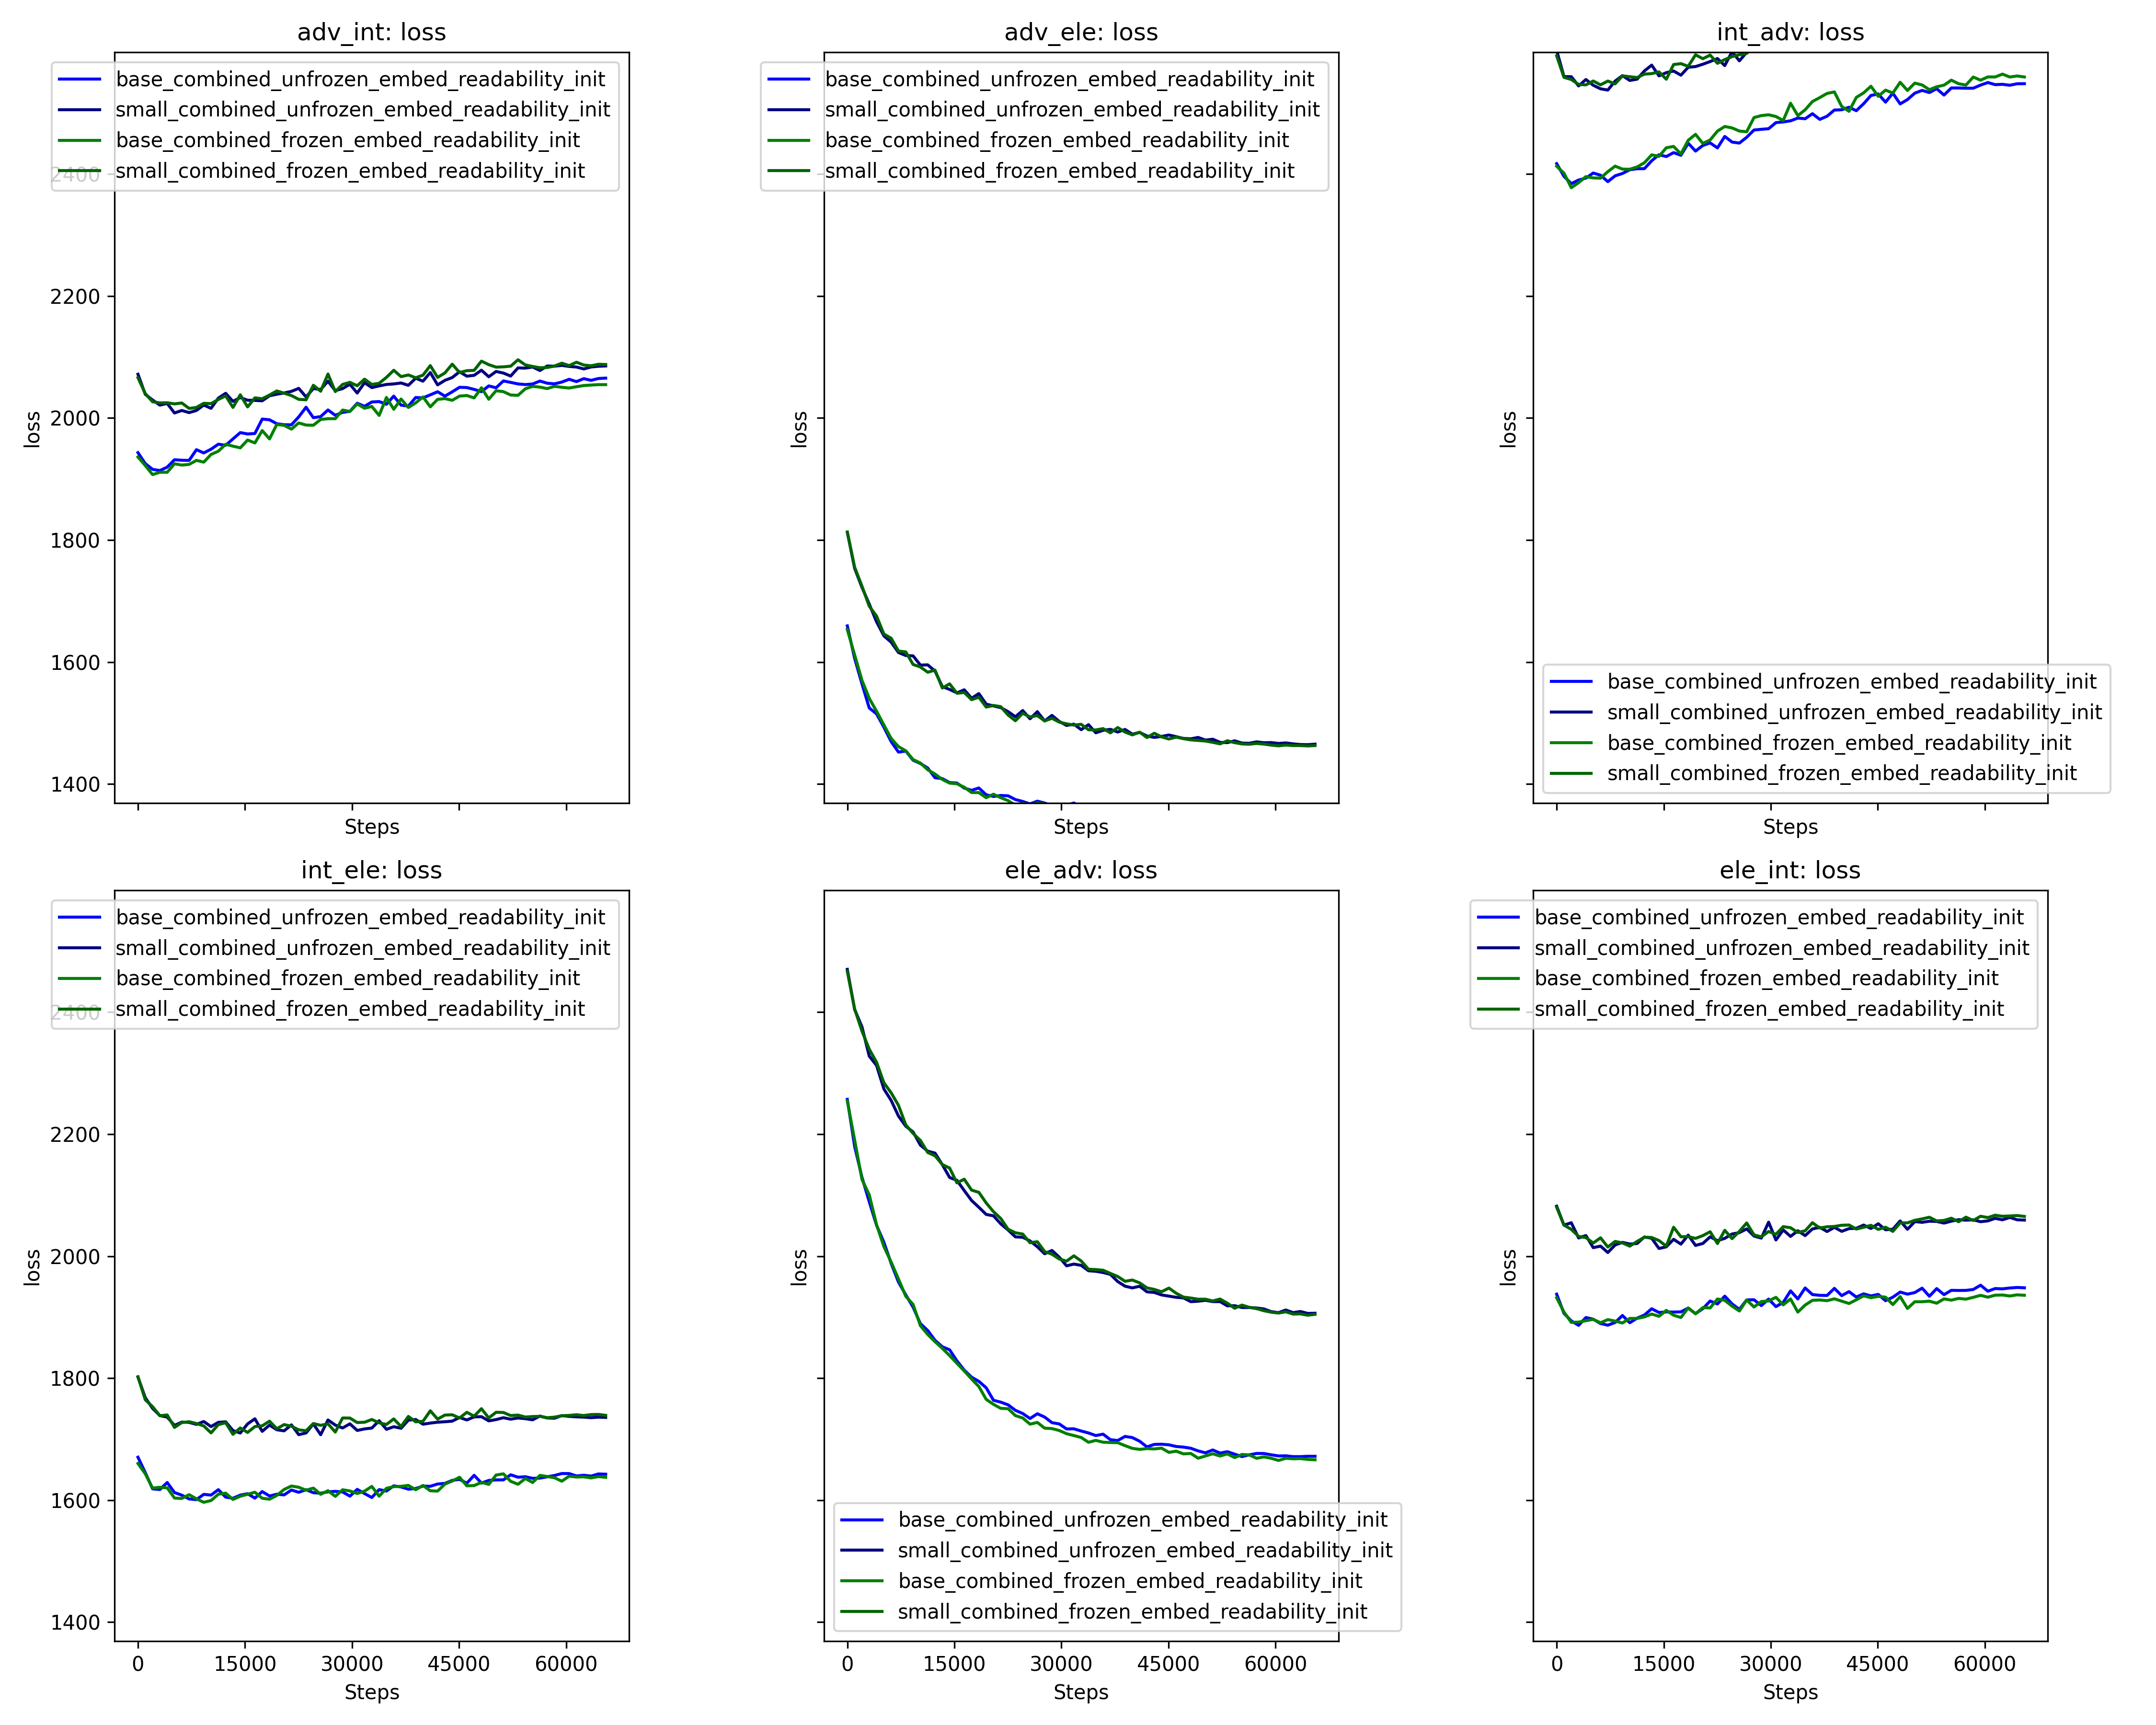 adv_int: loss
adv_ele: loss
int_adv: loss
base_combined_unfrozen_embed_readability_init
small_combined_unfrozen_embed_readability_init
base_combined_frozen_embed_readability_init
small_combined_frozen_embed_readability_init
base_combined_unfrozen_embed_readability_init
small_combined_unfrozen_embed_readability_init
base_combined_frozen_embed_readability_init
small_combined_frozen_embed_readability_init
2400
2200
2000
1800
1600
1400
loss
loss
loss
base_combined_unfrozen_embed_readability_init
small_combined_unfrozen_embed_readability_init
base_combined_frozen_embed_readability_init
small_combined_frozen_embed_readability_init
Steps
Steps
Steps
int_ele: loss
ele_adv: loss
ele_int: loss
base_combined_unfrozen_embed_readability_init
small_combined_unfrozen_embed_readability_init
base_combined_frozen_embed_readability_init
small_combined_frozen_embed_readability_init
base_combined_unfrozen_embed_readability_init
small_combined_unfrozen_embed_readability_init
base_combined_frozen_embed_readability_init
small_combined_frozen_embed_readability_init
2400
2200
2000
1800
1600
1400
loss
loss
loss
base_combined_unfrozen_embed_readability_init
small_combined_unfrozen_embed_readability_init
base_combined_frozen_embed_readability_init
small_combined_frozen_embed_readability_init
0 15000 30000 45000 60000
0 15000 30000 45000 60000
0 15000 30000 45000 60000
Steps
Steps
Steps